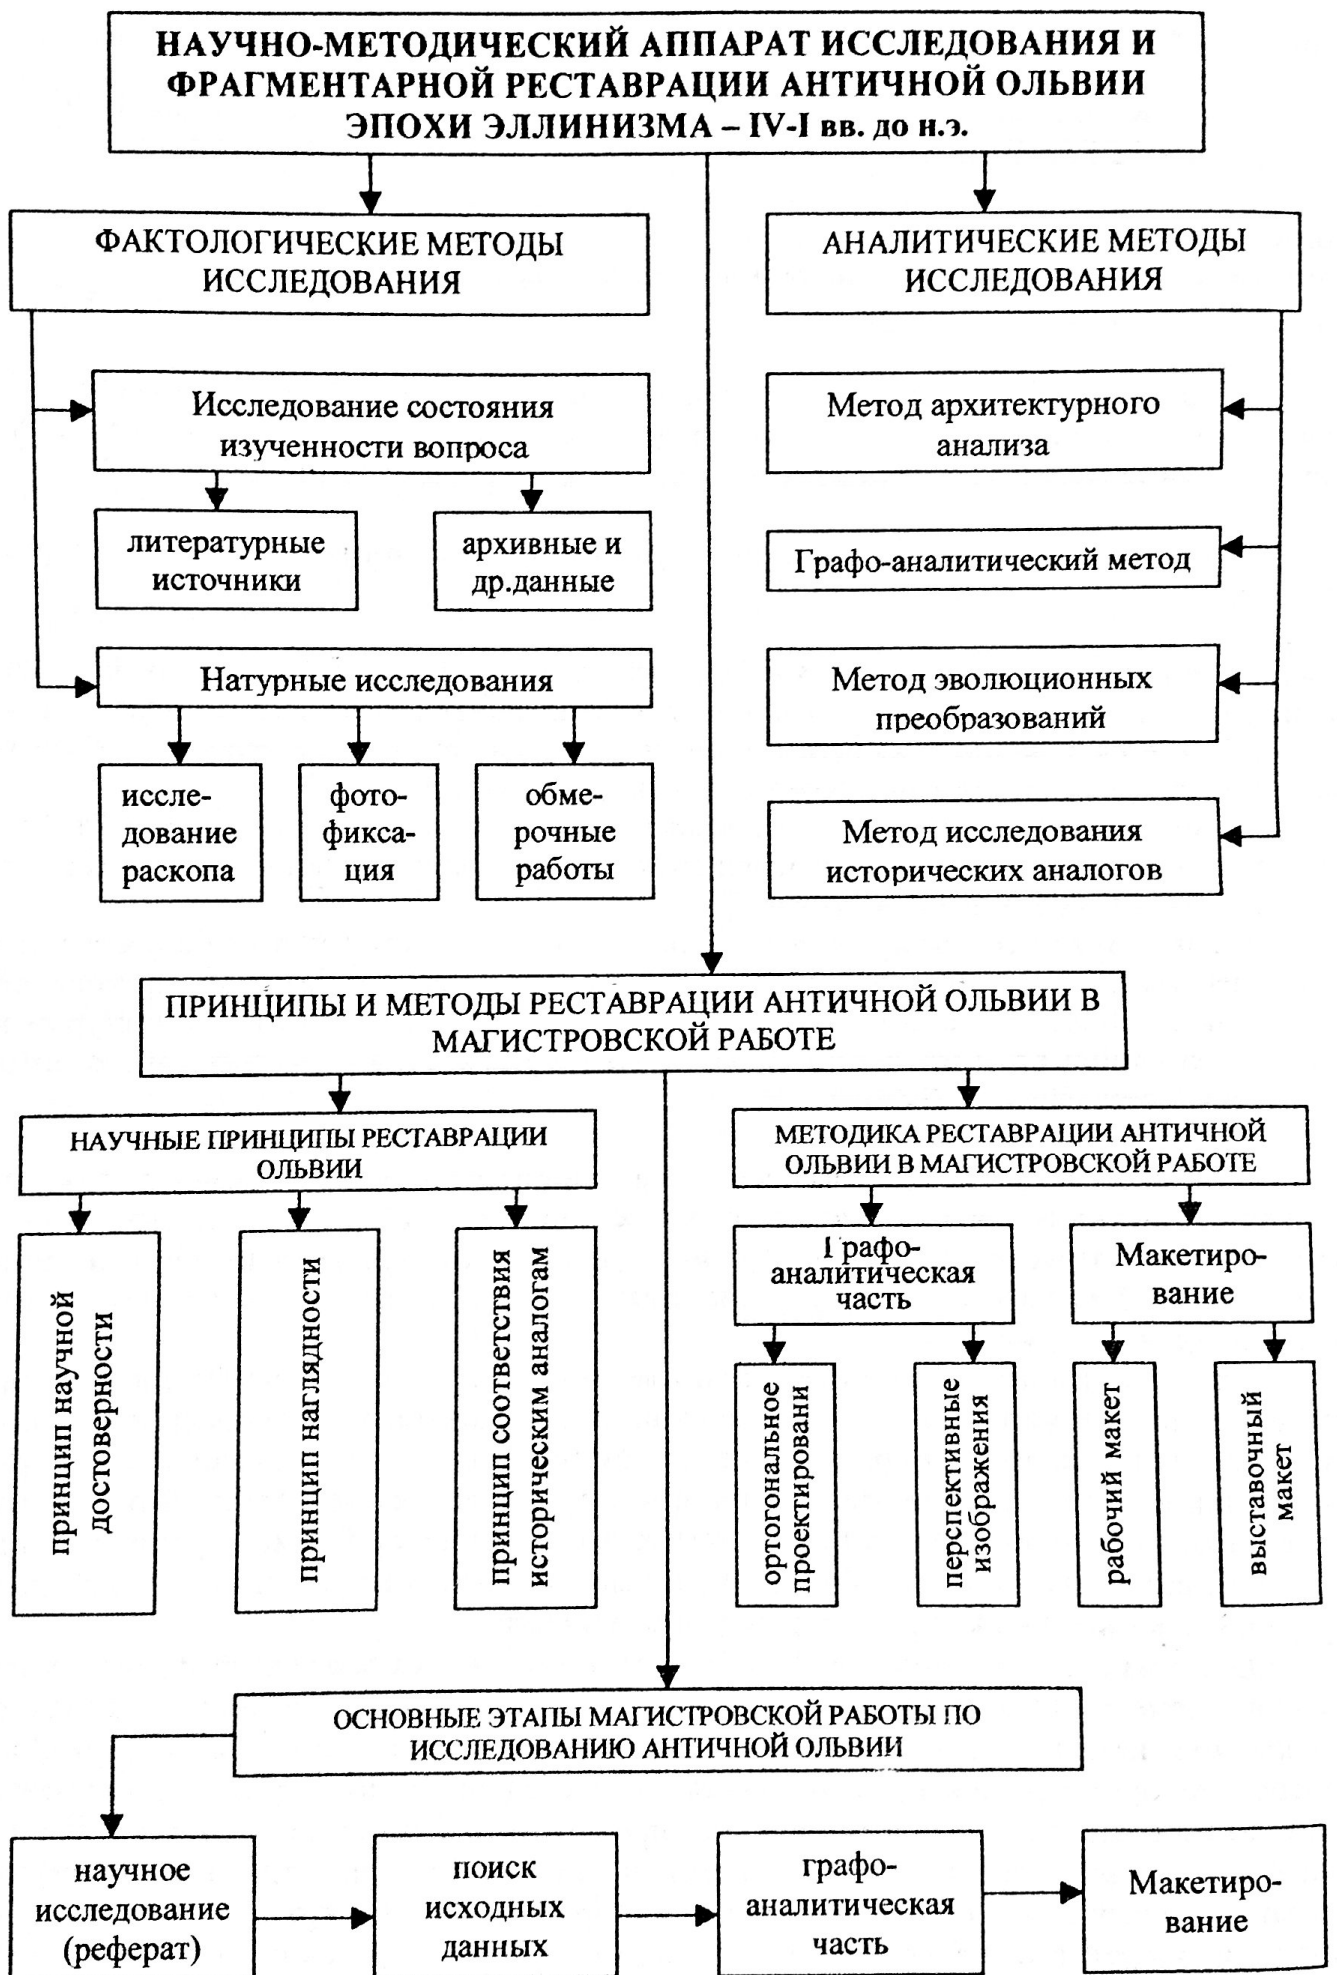 НАУЧНО-МЕТОДИЧЕСКИЙ АППАРАТ ИССЛЕДОВАНИЯ И
ФРАГМЕНТАРНОЙ РЕСТАВРАЦИИ АНТИЧНОЙ ОЛЬВИИ
ЭПОХИ ЭЛЛИНИЗМА – IV-I вв. до н.э.
ФАКТОЛОГИЧЕСКИЕ МЕТОДЫ
ИССЛЕДОВАНИЯ
Исследование состояния
изученности вопроса
литературные
источники
архивные и
др.данные
Натурные исследования
иссле-
дование
раскопа
фото-
фикса-
ция
обме-
рочные
работы
АНАЛИТИЧЕСКИЕ МЕТОДЫ
ИССЛЕДОВАНИЯ
Метод архитектурного
анализа
Графо-аналитический метод
Метод эволюционных
преобразований
Метод исследования
исторических аналогов
ПРИНЦИПЫ И МЕТОДЫ РЕСТАВРАЦИИ АНТИЧНОЙ ОЛЬВИИ В
МАГИСТРОВСКОЙ РАБОТЕ
НАУЧНЫЕ ПРИНЦИПЫ РЕСТАВРАЦИИ
ОЛЬВИИ
принцип научной
достоверности
принцип наглядности
принцип соответствия
историческим аналогам
МЕТОДИКА РЕСТАВРАЦИИ АНТИЧНОЙ
ОЛЬВИИ В МАГИСТРОВСКОЙ РАБОТЕ
Графо-
аналитическая
часть
ортогональное
проектировани
перспективные
изображения
Макетиро-
вание
рабочий макет
выставочный
макет
ОСНОВНЫЕ ЭТАПЫ МАГИСТРОВСКОЙ РАБОТЫ ПО
ИССЛЕДОВАНИЮ АНТИЧНОЙ ОЛЬВИИ
научное
исследование
(реферат)
поиск
исходных
данных
графо-
аналитическая
часть
Макетиро-
вание